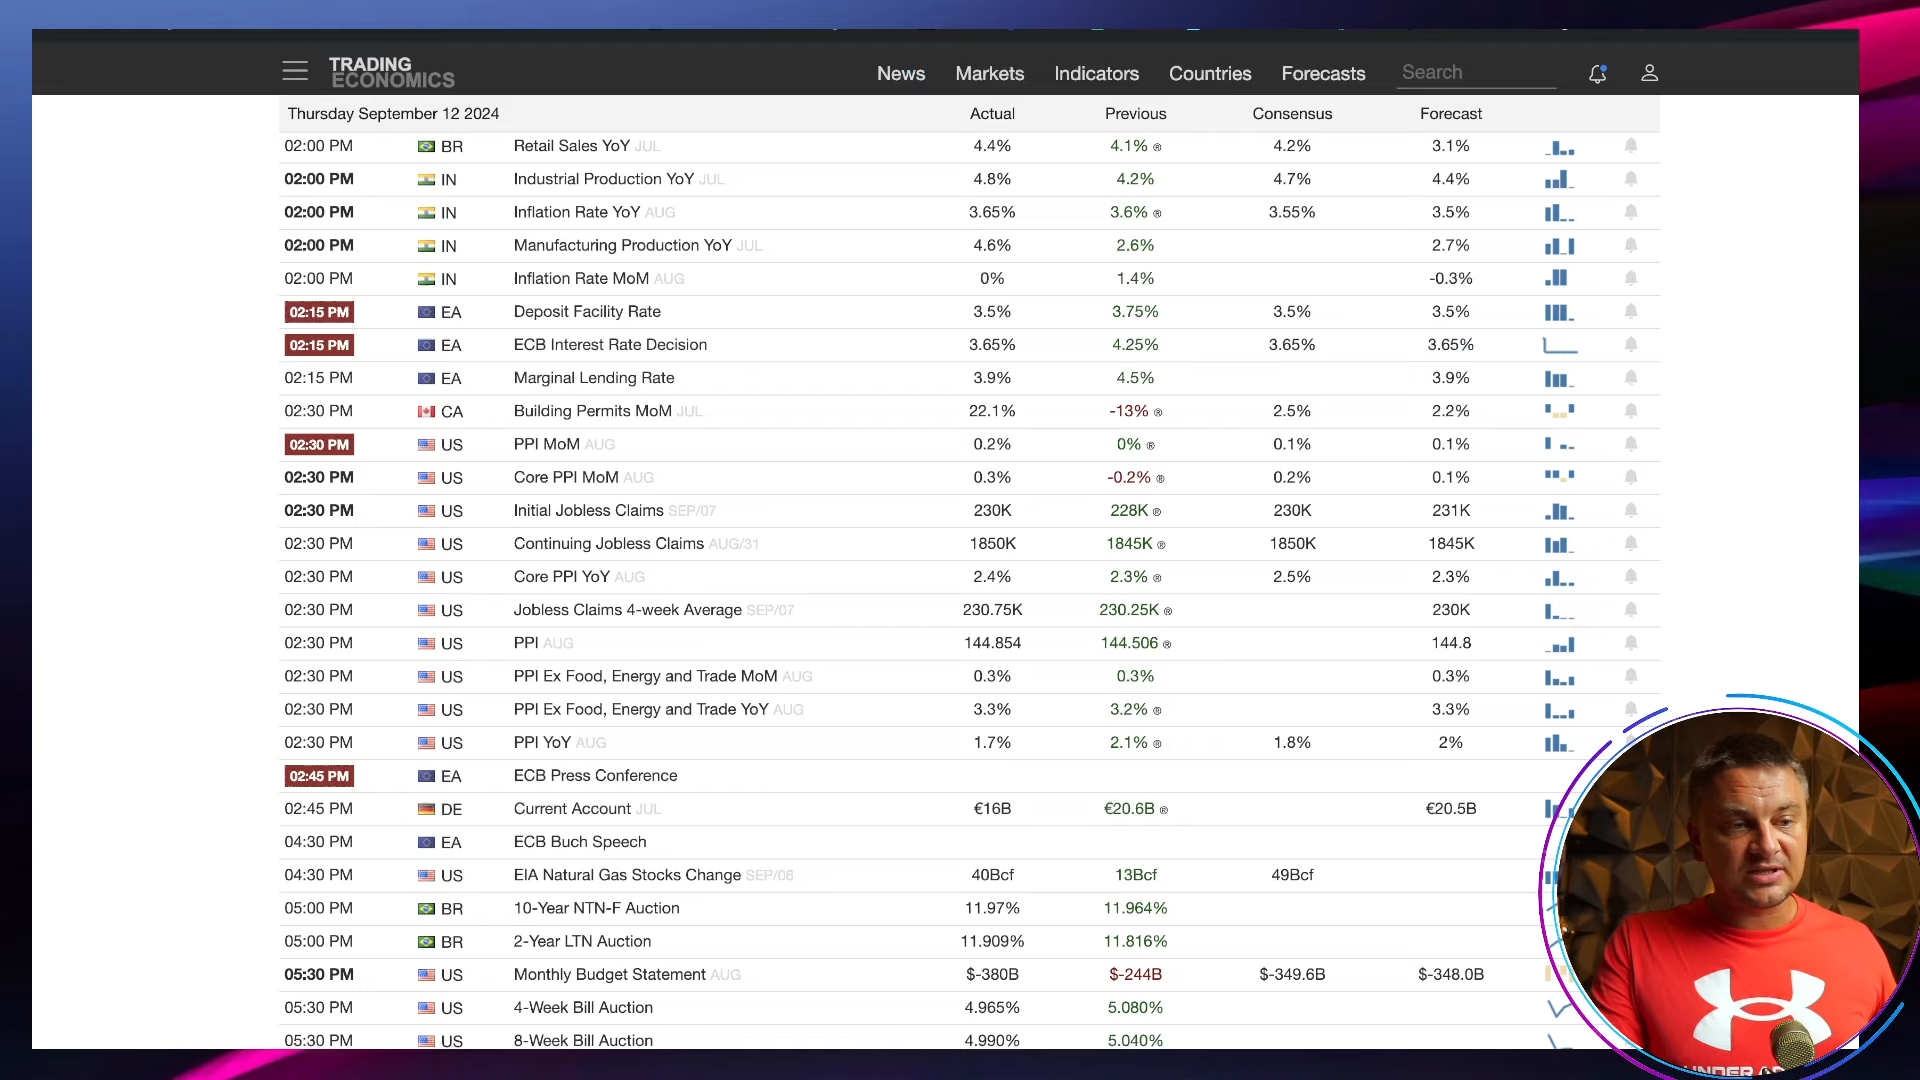 TRADING
ECONOMICS
News Markets Indicators Countries Forecasts Search
Thursday September 12 2024 Actual Previous Consensus Forecast
02:00 PM BR Retail Sales YoY JUL 4.4% 4.1% ® 4.2% 3.1%
02:00 PM IN Industrial Production YoY JUL 4.8% 4.2% 4.7% 4.4%
02:00 PM IN Inflation Rate YoY AUG 3.65% 3.6% ® 3.55% 3.5%
02:00 PM IN Manufacturing Production YoY JUL 4.6% 2.6% 2.7%
02:00 PM IN Inflation Rate MoM AUG 0% 1.4% -0.3%
02:15 PM EA Deposit Facility Rate 3.5% 3.75% 3.5% 3.5%
02:15 PM EA ECB Interest Rate Decision 3.65% 4.25% 3.65% 3.65%
02:15 PM EA Marginal Lending Rate 3.9% 4.5% 3.9%
02:30 PM CA Building Permits MoM JUL 22.1% -13% ® 2.5% 2.2%
02:30 PM US PPI MoM AUG 0.2% 0% ® 0.1% 0.1%
02:30 PM US Core PPI MoM AUG 0.3% -0.2% ® 0.2% 0.1%
02:30 PM US Initial Jobless Claims SEP/07 230K 228K ® 230K 231K
02:30 PM US Continuing Jobless Claims AUG/31 1850K 1845K ® 1850K 1845K
02:30 PM US Core PPI YoY AUG 2.4% 2.3% ® 2.5% 2.3%
02:30 PM US Jobless Claims 4-week Average SEP/07 230.75K 230.25K ® 230K
02:30 PM US PPI AUG 144.854 144.506 ® 144.8
02:30 PM US PPI Ex Food, Energy and Trade MoM AUG 0.3% 0.3% 0.3%
02:30 PM US PPI Ex Food, Energy and Trade YoY AUG 3.3% 3.2% ® 3.3%
02:30 PM US PPI YoY AUG 1.7% 2.1% ® 1.8% 2%
02:45 PM EA ECB Press Conference
02:45 PM DE Current Account JUL €16B €20.6B ® €20.5B
04:30 PM EA ECB Buch Speech
04:30 PM US EIA Natural Gas Stocks Change SEP/06 40Bcf 13Bcf 49Bcf
05:00 PM BR 10-Year NTN-F Auction 11.97% 11.964%
05:00 PM BR 2-Year LTN Auction 11.909% 11.816%
05:30 PM US Monthly Budget Statement AUG $-380B $-244B $-349.6B $-348.0B
05:30 PM US 4-Week Bill Auction 4.965% 5.080%
05:30 PM US 8-Week Bill Auction 4.990% 5.040%